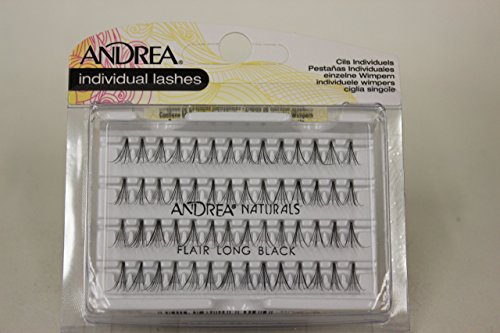 ANDREA®
individual lashes
Cils Individuels
Pestañas Individuales
einzelne Wimpern
individuele wimpers
ciglia singole
ANDREA® NATURALS
FLAIR LONG BLACK